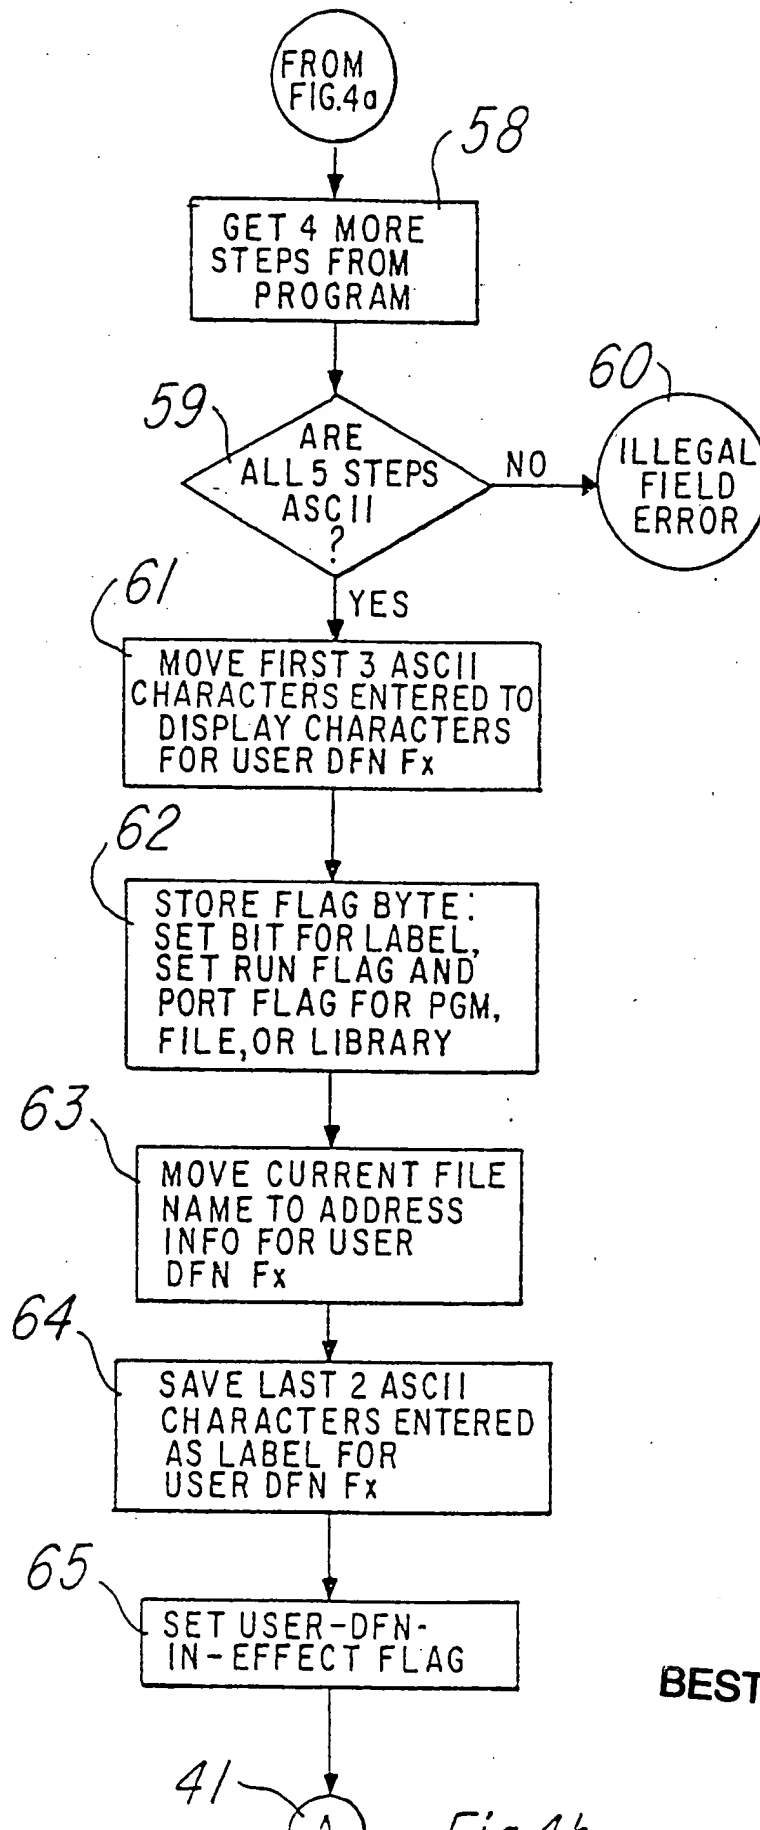 FROM
FIG.4a
58
GET 4 MORE
STEPS FROM
PROGRAM
59
ARE
ALL 5 STEPS
ASCII
?
NO
60
ILLEGAL
FIELD
ERROR
YES
61
MOVE FIRST 3 ASCII
CHARACTERS ENTERED TO
DISPLAY CHARACTERS
FOR USER DFN Fx
62
STORE FLAG BYTE:
SET BIT FOR LABEL,
SET RUN FLAG AND
PORT FLAG FOR PGM,
FILE, OR LIBRARY
63
MOVE CURRENT FILE
NAME TO ADDRESS
INFO FOR USER
DFN Fx
64
SAVE LAST 2 ASCII
CHARACTERS ENTERED
AS LABEL FOR
USER DFN Fx
65
SET USER-DFN-
IN-EFFECT FLAG
BEST
41
A
Fig.4b